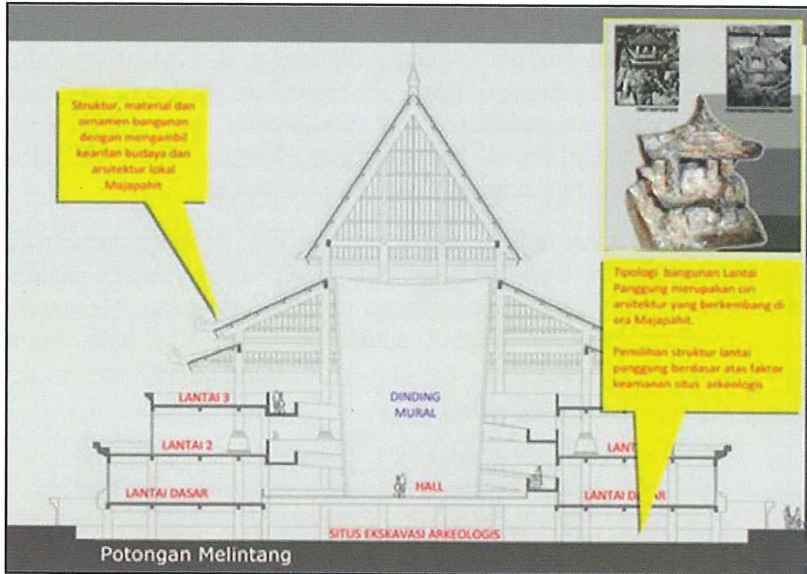 Struktur, material dan
ornamen bangunan
dengan mengambil
kearifan budaya dan
arsitektur lokal
Majapahit
Tipologi bangunan Lantai
Panggung merupakan ciri
arsitektur yang berkembang di
ora Majapahit.
Pemilihan struktur lantai
panggung berdasar atas faktor
keamanan situs arkeologis
LANTAI 3
DINDING
MURAL
LANTAI 2
LANTAI DASAR
HALL
LANTAI DASAR
SITUS EKSKAVASI ARKEOLOGIS
Potongan Melintang